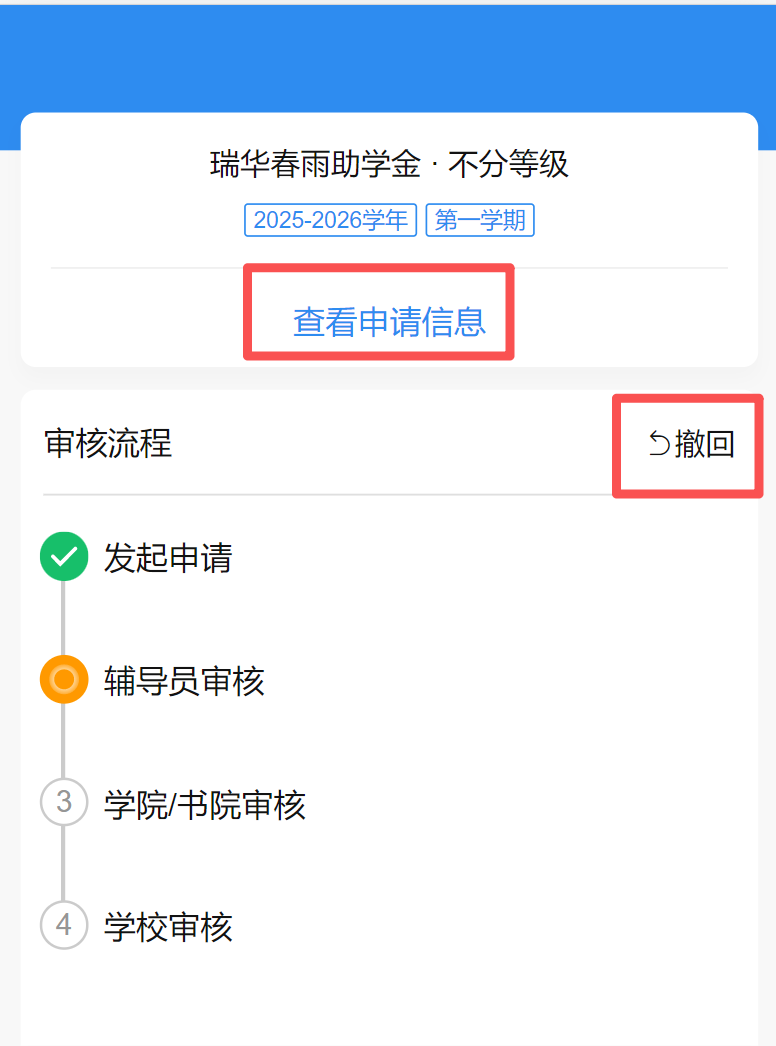 瑞华春雨助学金 · 不分等级
2025-2026学年 第一学期
查看申请信息
审核流程 撤回
发起申请
辅导员审核
3 学院/书院审核
4 学校审核